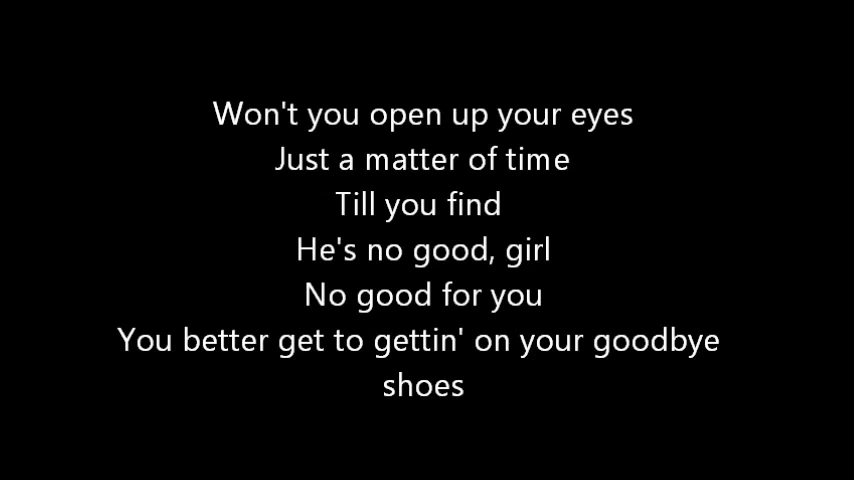 Won't you open up your eyes
Just a matter of time
Till you find
He's no good, girl
No good for you
You better get to gettin' on your goodbye
shoes